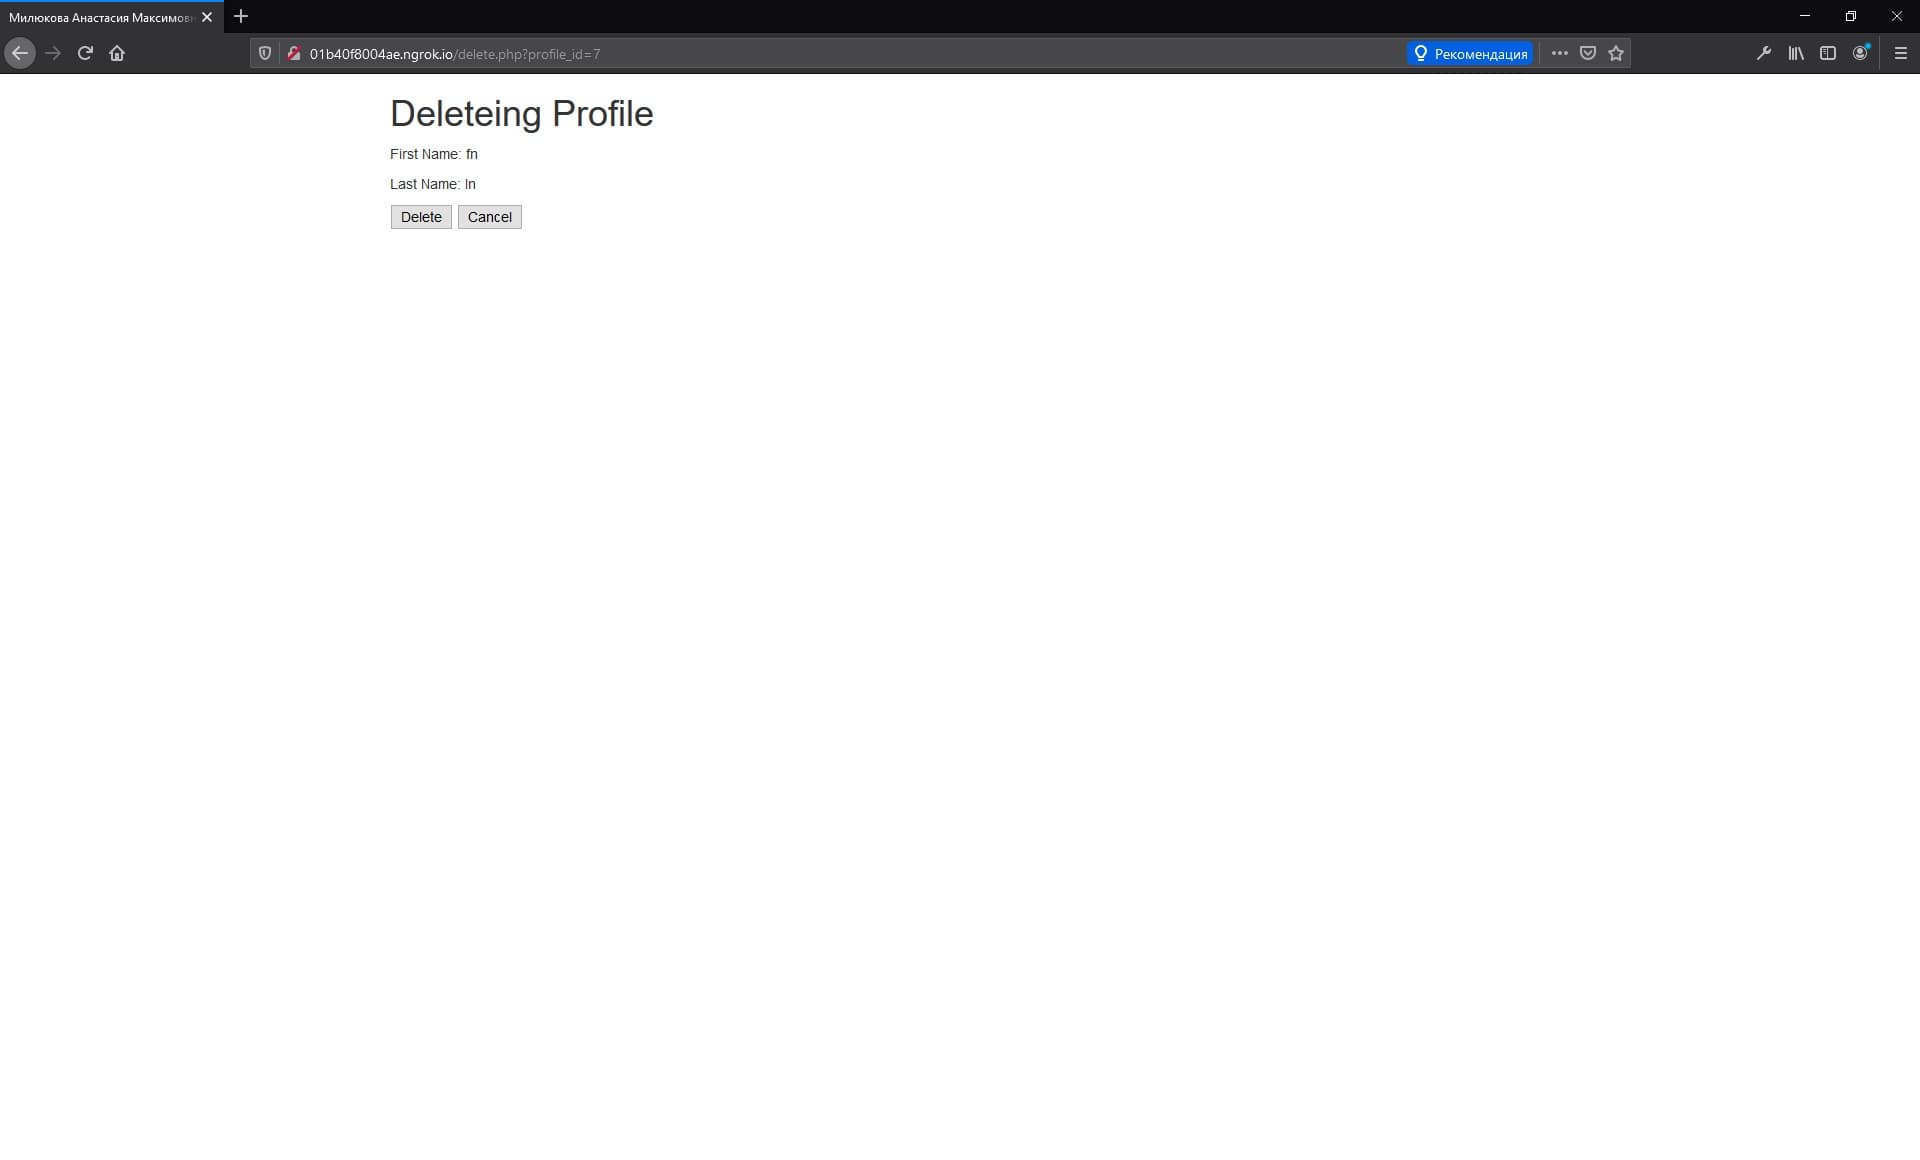 Милюкова Анастасия Максимов
01b40f8004ae.ngrok.io/delete.php?profile_id=7
Рекомендация
Deleteing Profile
First Name: fn
Last Name: ln
Delete Cancel